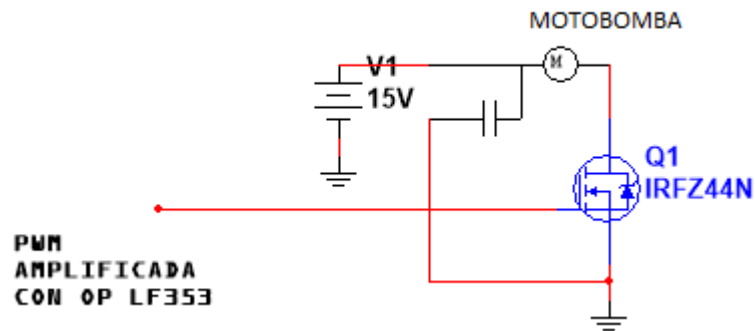 MOTOBOMBA
V1
15V
M
Q1
IRFZ44N
PWM
AMPLIFICADA
CON OP LF353